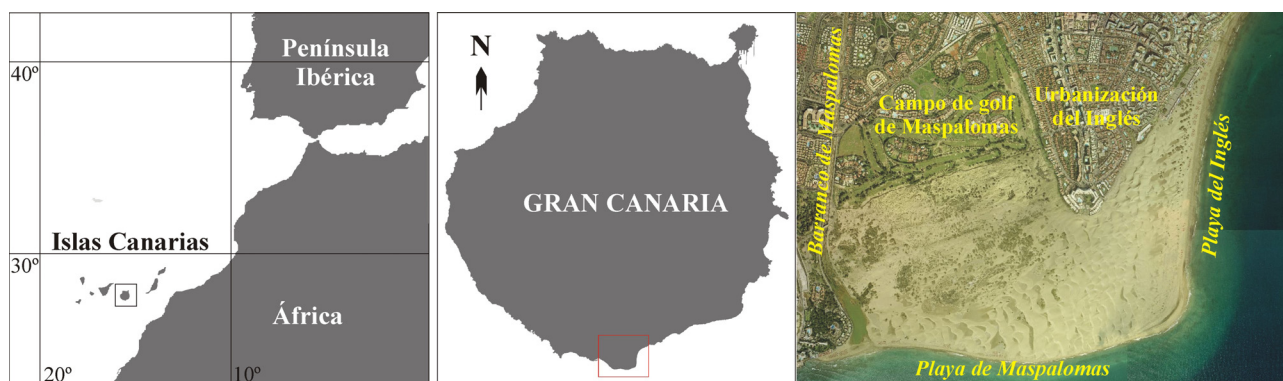 40º
Península
Ibérica
Islas Canarias
30º
África
20º
10º
N
GRAN CANARIA
Barranco de Maspalomas
Campo de golf
de Maspalomas
Urbanización
del Inglés
Playa del Inglés
Playa de Maspalomas